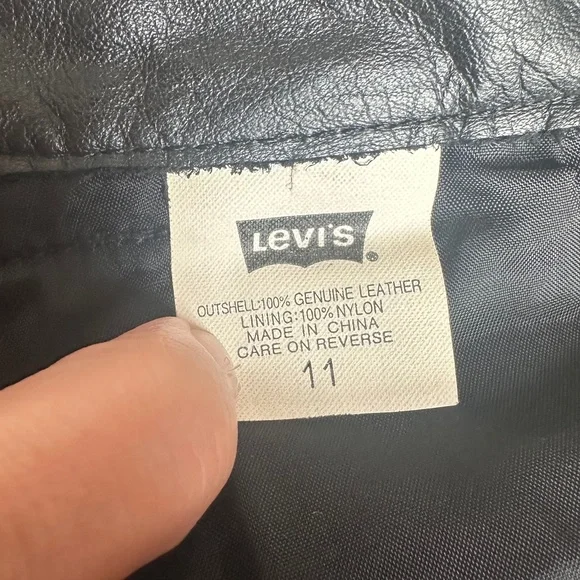 Levi's
®
OUTSHELL:100% GENUINE LEATHER
LINING:100% NYLON
MADE IN CHINA
CARE ON REVERSE
11